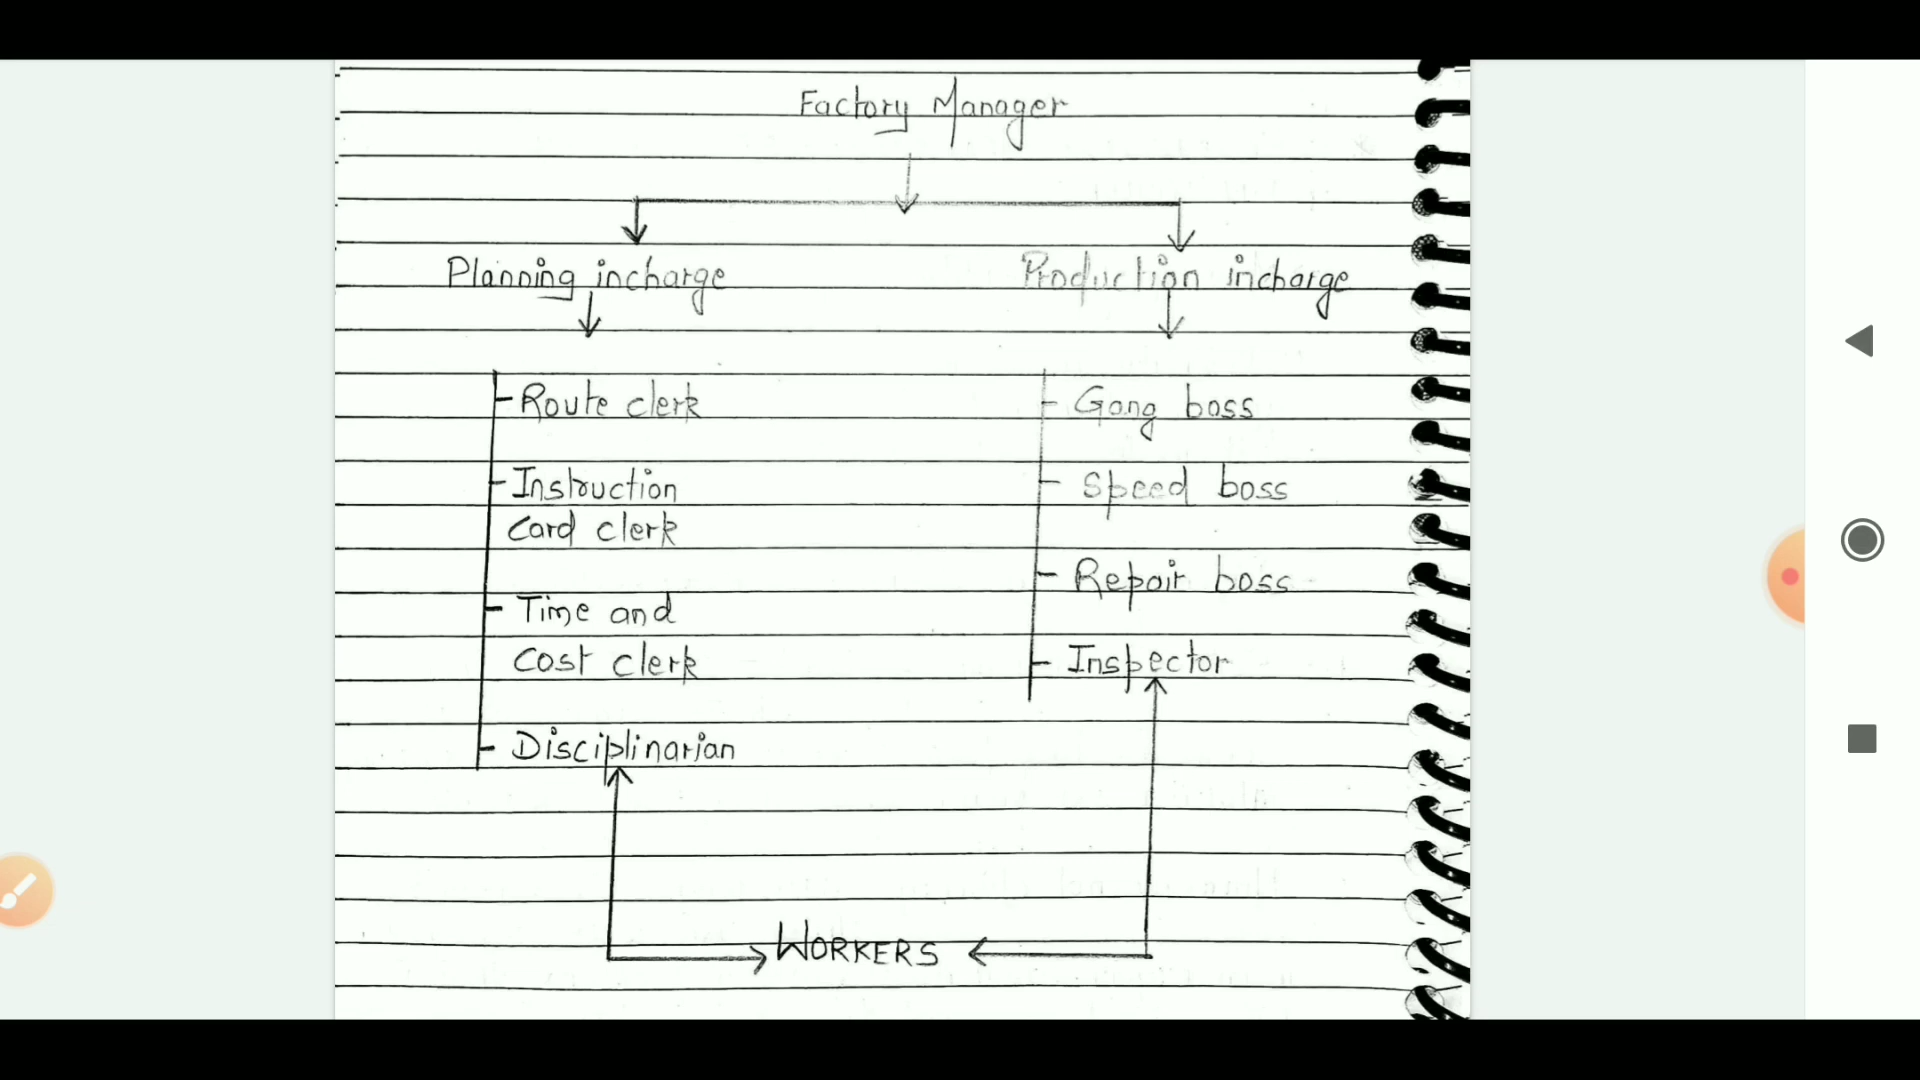 Factory Manager
Planning incharge
Production incharge
- Route clerk
- Instruction
Card clerk
- Time and
Cost clerk
- Disciplinarian
- Gang boss
- Speed boss
- Repair boss
- Inspector
WORKERS